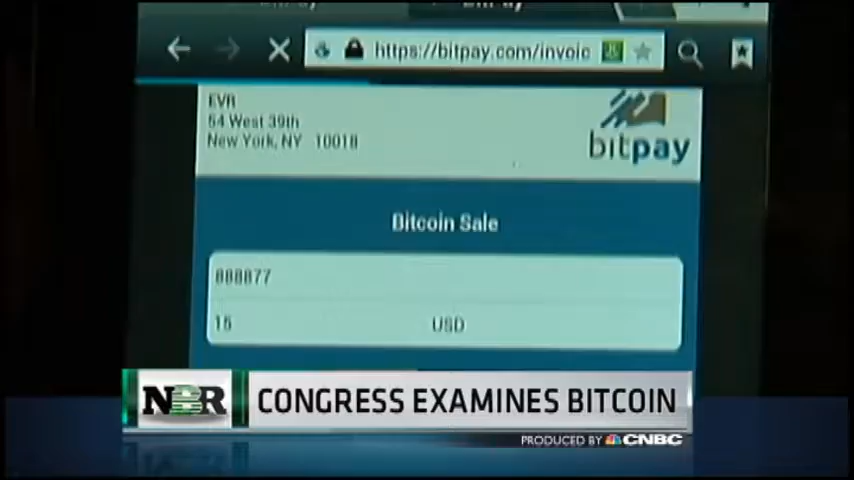 https://bitpay.com/invoic
EVR
54 West 39th
New York, NY 10018
bitpay
Bitcoin Sale
888877
15 USD
NBR
CONGRESS EXAMINES BITCOIN
PRODUCED BY CNBC